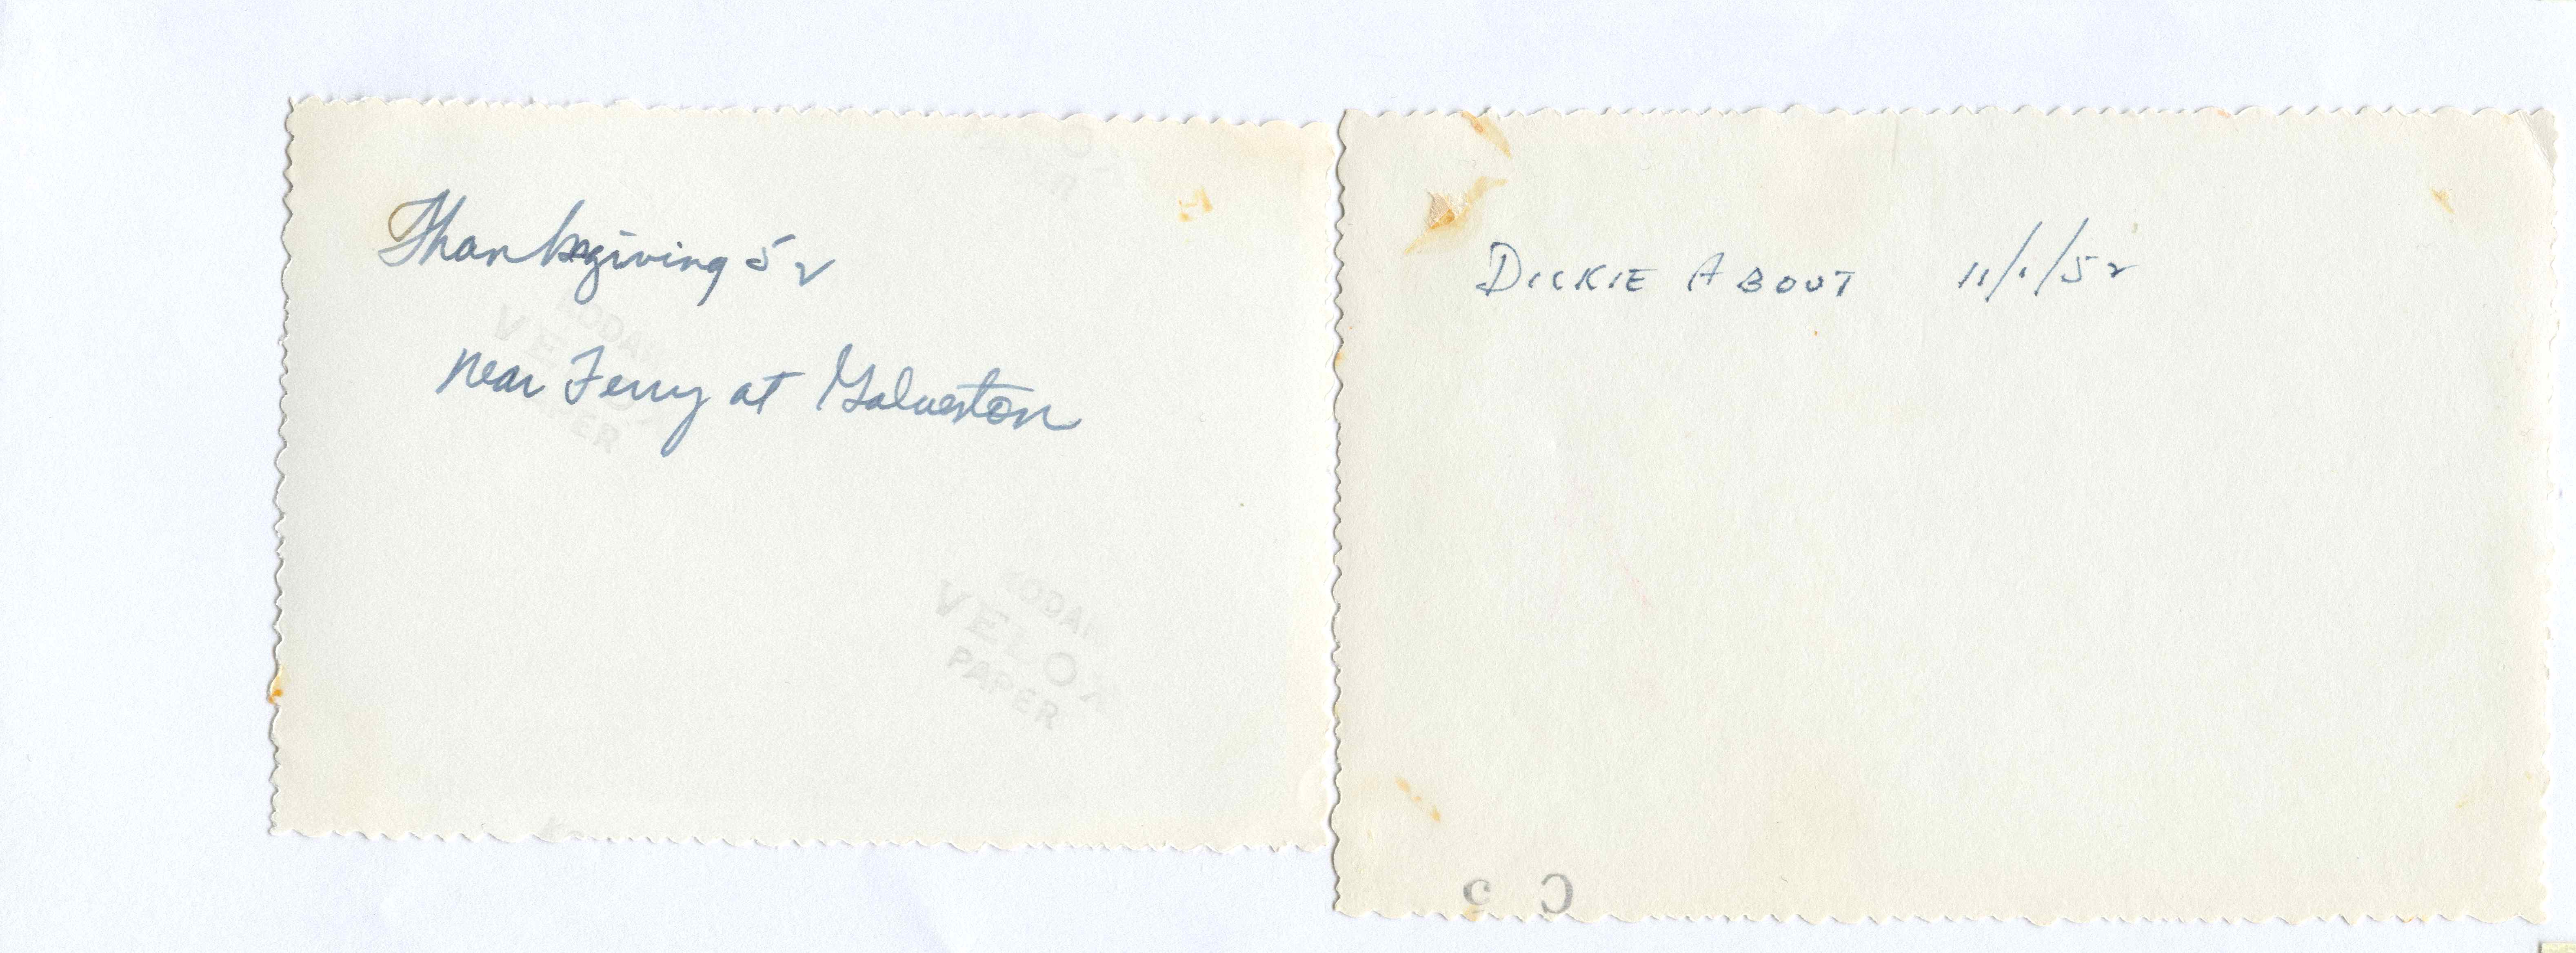 Thanksgiving 52
near Ferry at Galveston
KODAK
VELOX
PAPER
KODAK
VELOX
PAPER
DICKIE ABOUT 11/1/52